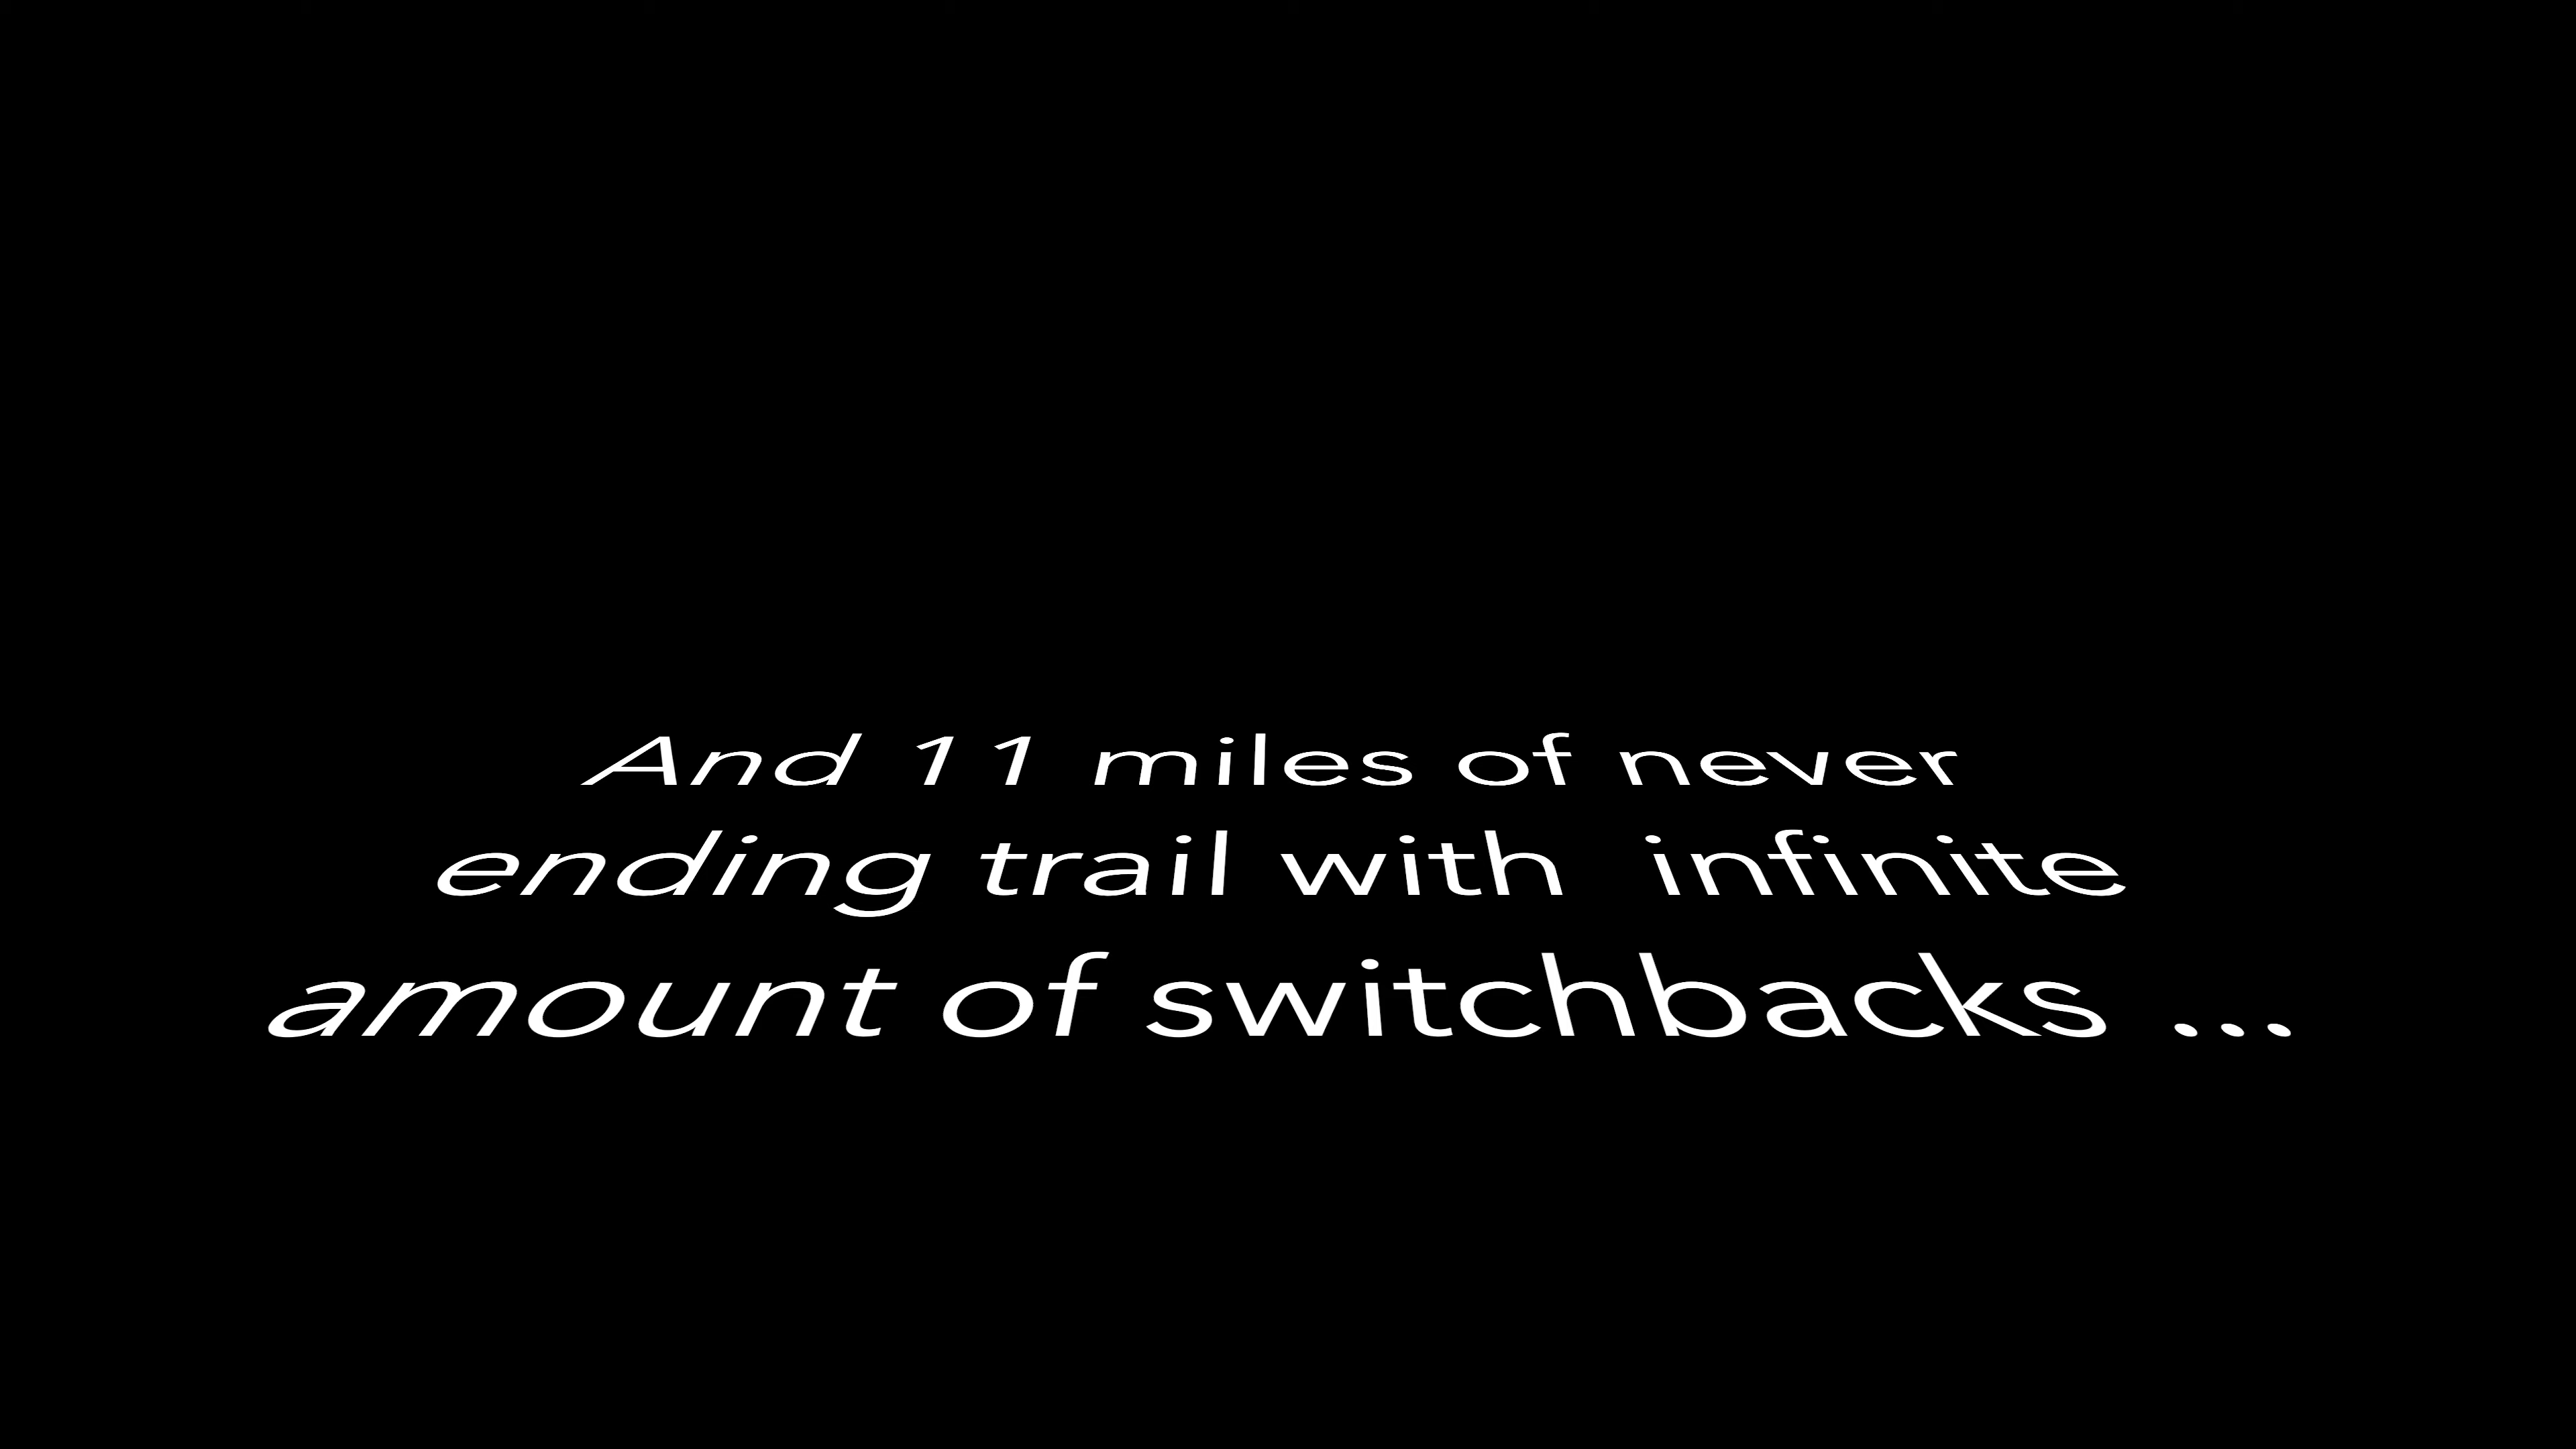 And 11 miles of never
ending trail with  infinite
amount of switchbacks ...